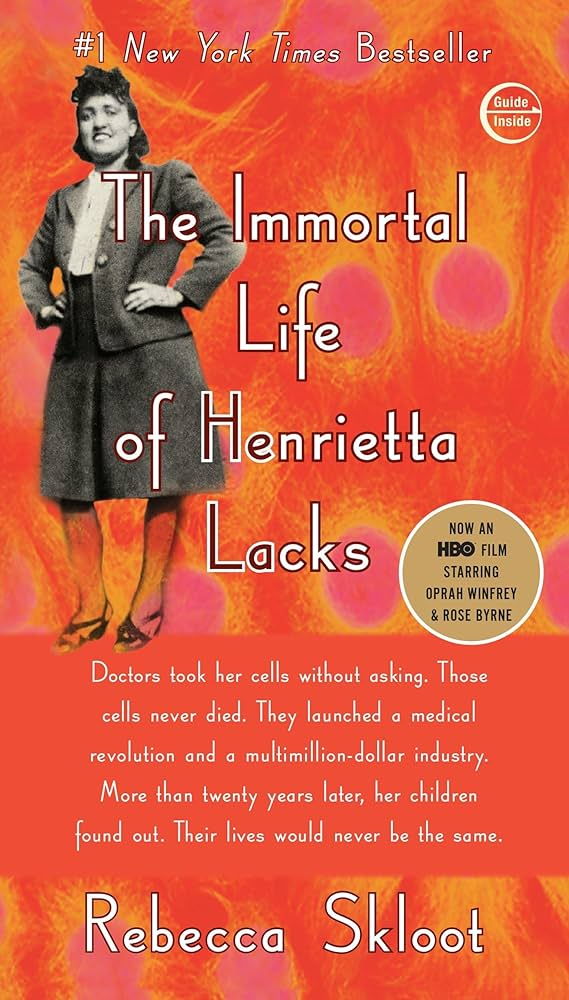 #1 New York Times Bestseller
Guide
Inside
The Immortal
Life
of Henrietta
Lacks
NOW AN
HBO FILM
STARRING
OPRAH WINFREY
& ROSE BYRNE
Doctors took her cells without asking. Those
cells never died. They launched a medical
revolution and a multimillion-dollar industry.
More than twenty years later, her children
found out. Their lives would never be the same.
Rebecca Skloot